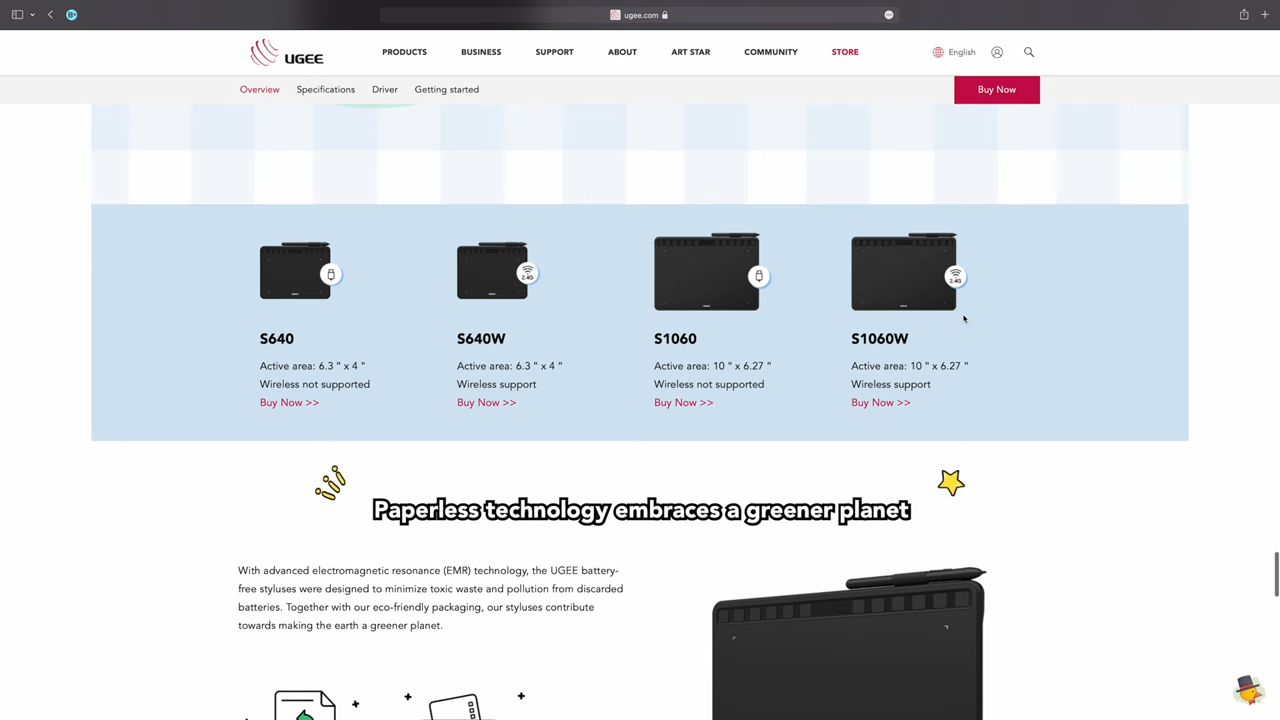 ugee.com
UGEE
PRODUCTS BUSINESS SUPPORT ABOUT ART STAR COMMUNITY STORE
English
Overview Specifications Driver Getting started
Buy Now
2.4G 2.4G
S640 S640W S1060 S1060W
Active area: 6.3 " x 4 " Active area: 6.3 " x 4 " Active area: 10 " x 6.27 " Active area: 10 " x 6.27 "
Wireless not supported Wireless support Wireless not supported Wireless support
Buy Now >> Buy Now >> Buy Now >> Buy Now >>
Paperless technology embraces a greener planet
With advanced electromagnetic resonance (EMR) technology, the UGEE battery-
free styluses were designed to minimize toxic waste and pollution from discarded
batteries. Together with our eco-friendly packaging, our styluses contribute
towards making the earth a greener planet.